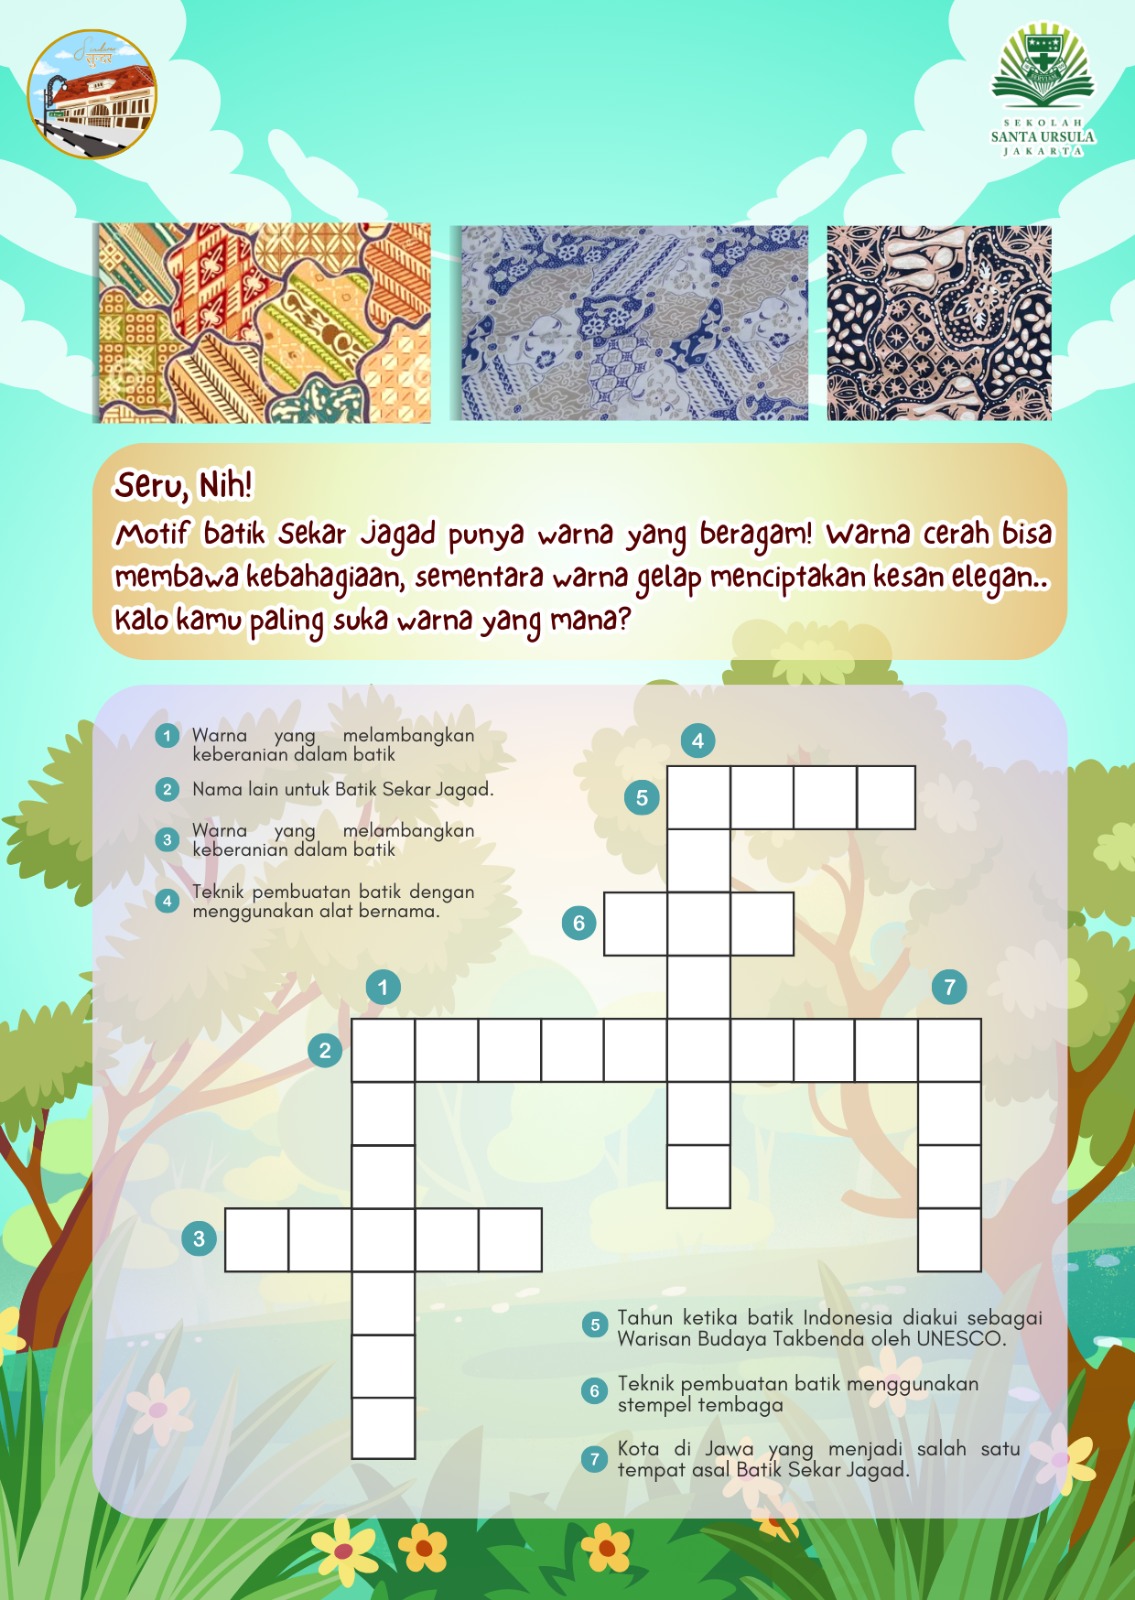 SEKOLAH
SANTA URSULA
JAKARTA
SERVIAM
Seru, Nih!
Motif batik Sekar Jagad punya warna yang beragam! Warna cerah bisa
membawa kebahagiaan, sementara warna gelap menciptakan kesan elegan..
Kalo kamu paling suka warna yang mana?
1 Warna yang melambangkan
keberanian dalam batik
2 Nama lain untuk Batik Sekar Jagad.
3 Warna yang melambangkan
keberanian dalam batik
4 Teknik pembuatan batik dengan
menggunakan alat bernama.
4
5
6
1
7
2
3
5 Tahun ketika batik Indonesia diakui sebagai
Warisan Budaya Takbenda oleh UNESCO.
6 Teknik pembuatan batik menggunakan
stempel tembaga
7 Kota di Jawa yang menjadi salah satu
tempat asal Batik Sekar Jagad.